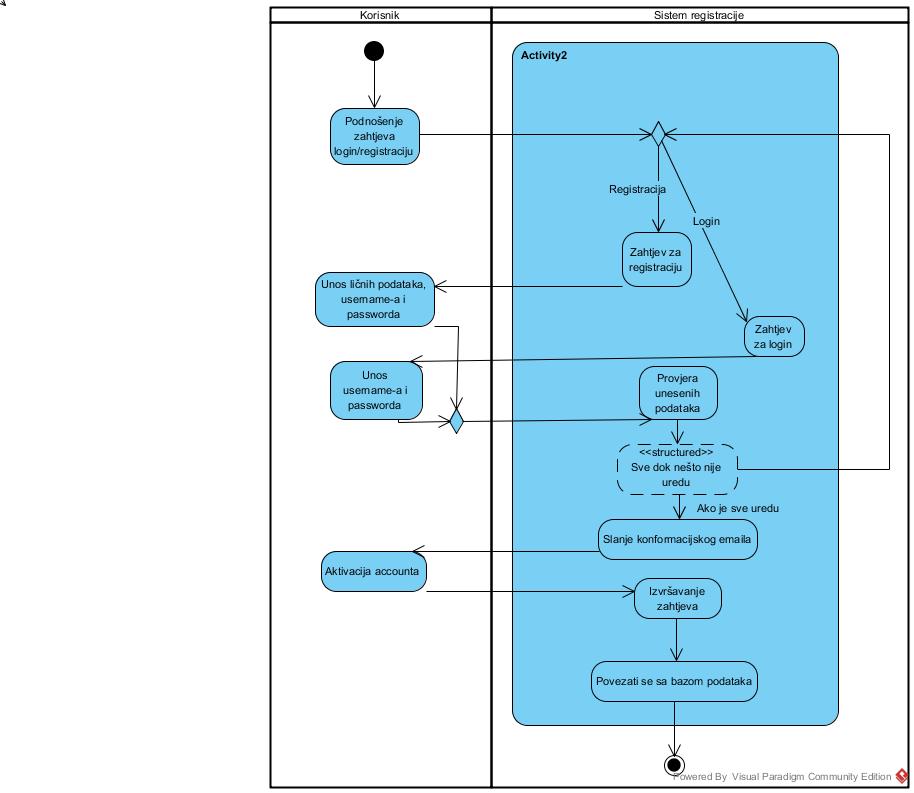 Korisnik
Sistem registracije
Activity2
Podnošenje
zahtjeva
login/registraciju
Registracija
Login
Zahtjev za
registraciju
Unos ličnih podataka,
username-a i
passworda
Zahtjev
za login
Unos
username-a i
passworda
Provjera
unesenih
podataka
<<structured>>
Sve dok nešto nije
uredu
Ako je sve uredu
Slanje konformacijskog emaila
Aktivacija accounta
Izvršavanje
zahtjeva
Povezati se sa bazom podataka
Powered By Visual Paradigm Community Edition